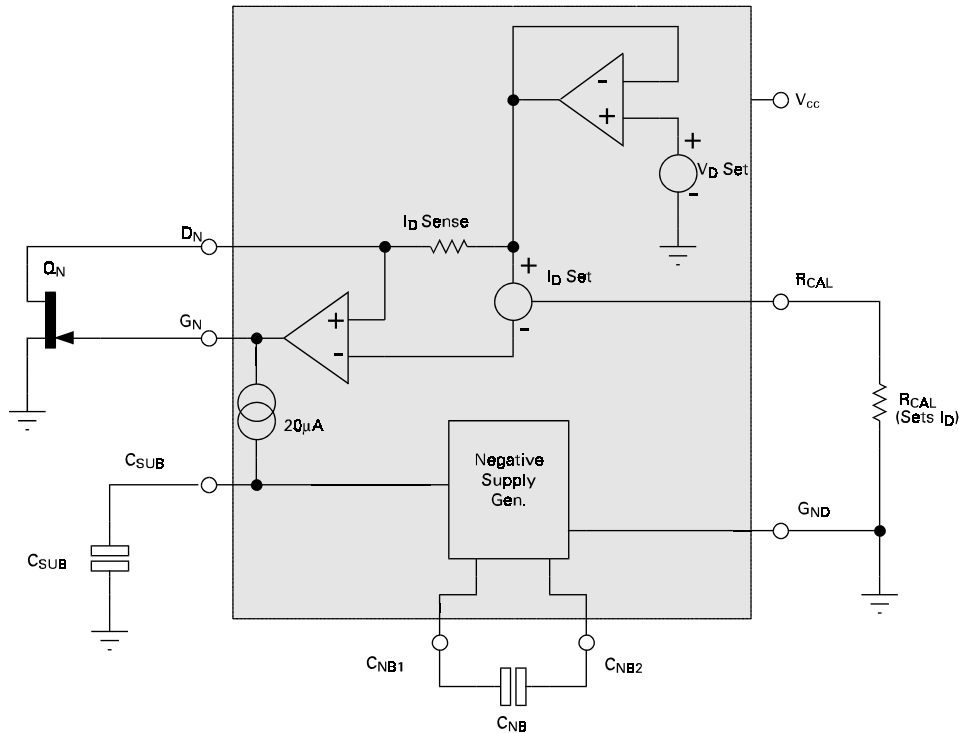 -
+
Vcc
+
VD Set
-
ID Sense
DN
+
ID Set
QN
RCAL
GN
+
-
-
RCAL
(Sets ID)
20μA
CSUB
Negative
Supply
Gen.
GND
CSUB
CNB1
CNB2
CNB